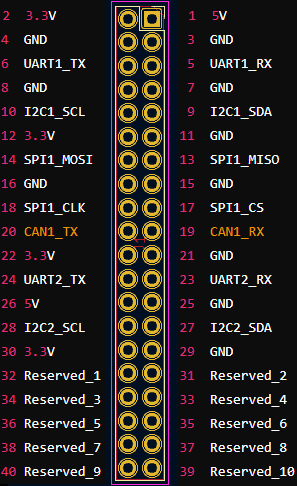 2 3.3V 1 5V
4 GND 3 GND
6 UART1_TX 5 UART1_RX
8 GND 7 GND
10 I2C1_SCL 9 I2C1_SDA
12 3.3V 11 GND
14 SPI1_MOSI 13 SPI1_MISO
16 GND 15 GND
18 SPI1_CLK 17 SPI1_CS
20 CAN1_TX 19 CAN1_RX
22 3.3V 21 GND
24 UART2_TX 23 UART2_RX
26 5V 25 GND
28 I2C2_SCL 27 I2C2_SDA
30 3.3V 29 GND
32 Reserved_1 31 Reserved_2
34 Reserved_3 33 Reserved_4
36 Reserved_5 35 Reserved_6
38 Reserved_7 37 Reserved_8
40 Reserved_9 39 Reserved_10